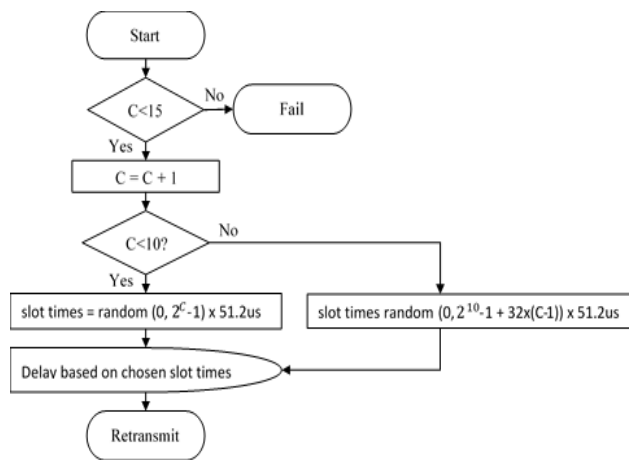 Start
C<15
No
Fail
Yes
C = C + 1
C<10?
No
Yes
slot times = random (0, 2^C-1) x 51.2us
slot times random (0, 2^10-1 + 32x(C-1)) x 51.2us
Delay based on chosen slot times
Retransmit